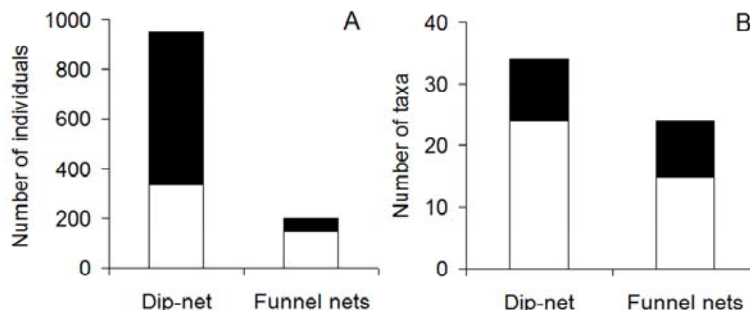 A
Number of individuals
1000
800
600
400
200
0
Dip-net
Funnel nets
B
Number of taxa
40
30
20
10
0
Dip-net
Funnel nets